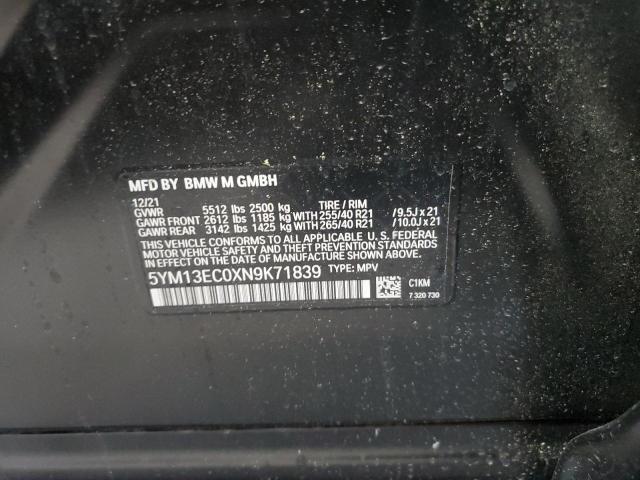 MFD BY BMW M GMBH
12/21
GVWR 5512 lbs 2500 kg TIRE / RIM
GAWR FRONT 2612 lbs 1185 kg WITH 255/40 R21 /9.5J x 21
GAWR REAR 3142 lbs 1425 kg WITH 265/40 R21 /10.0J x 21
THIS VEHICLE CONFORMS TO ALL APPLICABLE U. S. FEDERAL
MOTOR VEHICLE SAFETY AND THEFT PREVENTION STANDARDS
IN EFFECT ON THE DATE OF MANUFACTURE SHOWN ABOVE.
5YM13EC0XN9K71839 TYPE: MPV
C1KM
7 320 730